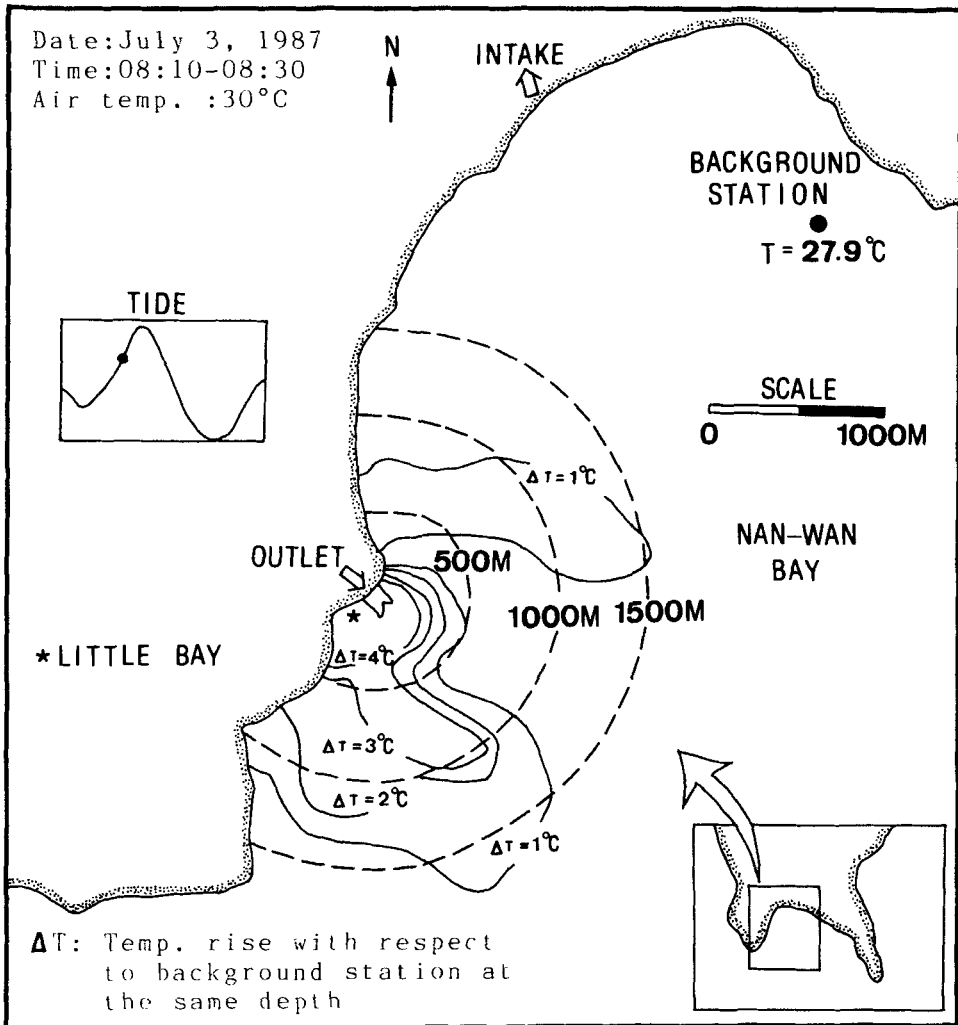 Date:July 3, 1987
Time:08:10-08:30
Air temp. :30°C
N
INTAKE
BACKGROUND
STATION
T = 27.9°C
TIDE
SCALE
0 1000M
ΔT=1°C
NAN-WAN
BAY
OUTLET
500M
1000M
1500M
*
* LITTLE BAY
ΔT=4°C
ΔT=3°C
ΔT=2°C
ΔT=1°C
ΔT: Temp. rise with respect
to background station at
the same depth